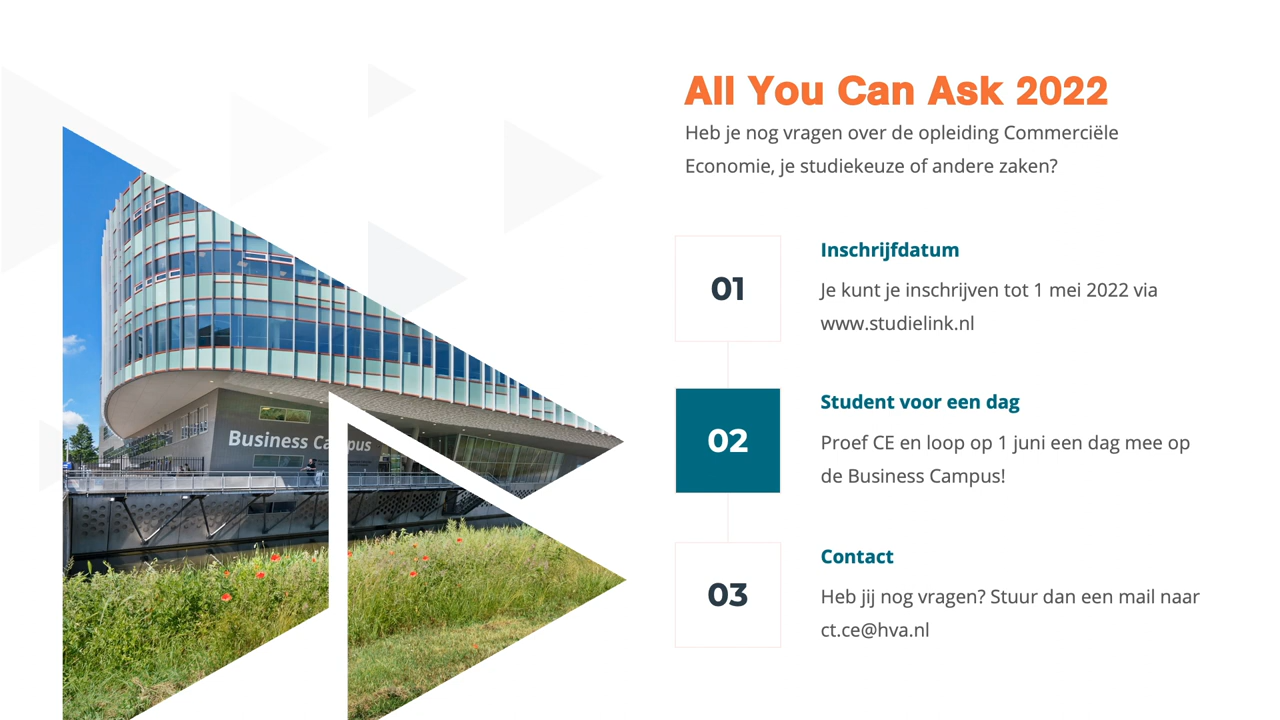 All You Can Ask 2022
Heb je nog vragen over de opleiding Commerciële
Economie, je studiekeuze of andere zaken?
Business Campus
01
Inschrijfdatum
Je kunt je inschrijven tot 1 mei 2022 via
www.studielink.nl
02
Student voor een dag
Proef CE en loop op 1 juni een dag mee op
de Business Campus!
03
Contact
Heb jij nog vragen? Stuur dan een mail naar
ct.ce@hva.nl